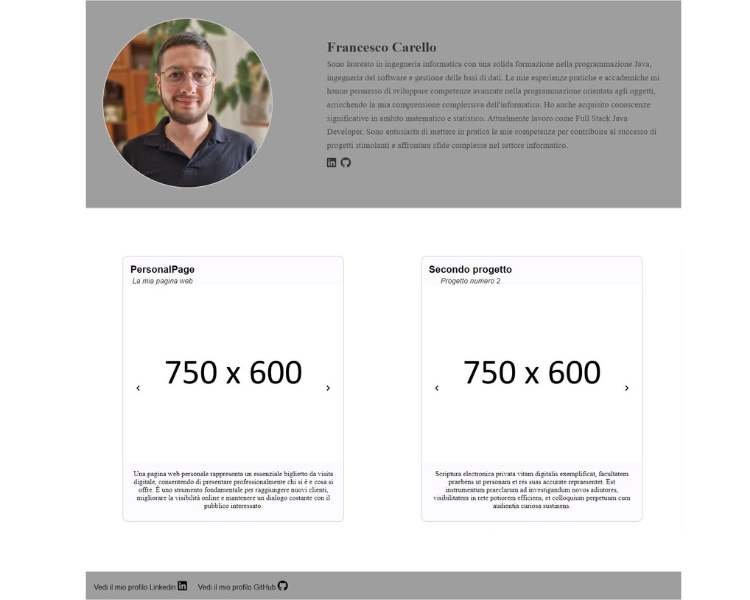 Francesco Carello
Sono laureato in ingegneria informatica con una solida formazione nella programmazione Java,
ingegneria del software e gestione delle basi di dati. Le mie esperienze pratiche e accademiche mi
hanno permesso di sviluppare competenze avanzate nella programmazione orientata agli oggetti,
arricchendo la mia comprensione complessiva dell'informatica. Ho anche acquisito conoscenze
significative in ambito matematico e statistico. Attualmente lavoro come Full Stack Java
Developer. Sono entusiasta di mettere in pratica le mie competenze per contribuire al successo di
progetti stimolanti e affrontare sfide complesse nel settore informatico.
PersonalPage
La mia pagina web
750 x 600
Una pagina web personale rappresenta un essenziale biglietto da visita
digitale, consentendo di presentare professionalmente chi si è e cosa si
offre. È uno strumento fondamentale per raggiungere nuovi clienti,
migliorare la visibilità online e mantenere un dialogo costante con il
pubblico interessato.
Secondo progetto
Progetto numero 2
750 x 600
Scriptura electronica privata vitam digitalis exemplificat, facultatem
praebens ut personam et res suas accurate repraesentet. Est
instrumentum praeclarum ad investigandum novos adiutores,
visibilitatem in rete potiorem efficiens, et colloquium perpetuum cum
audientia curiosa sustinens.
Vedi il mio profilo Linkedin
Vedi il mio profilo GitHub